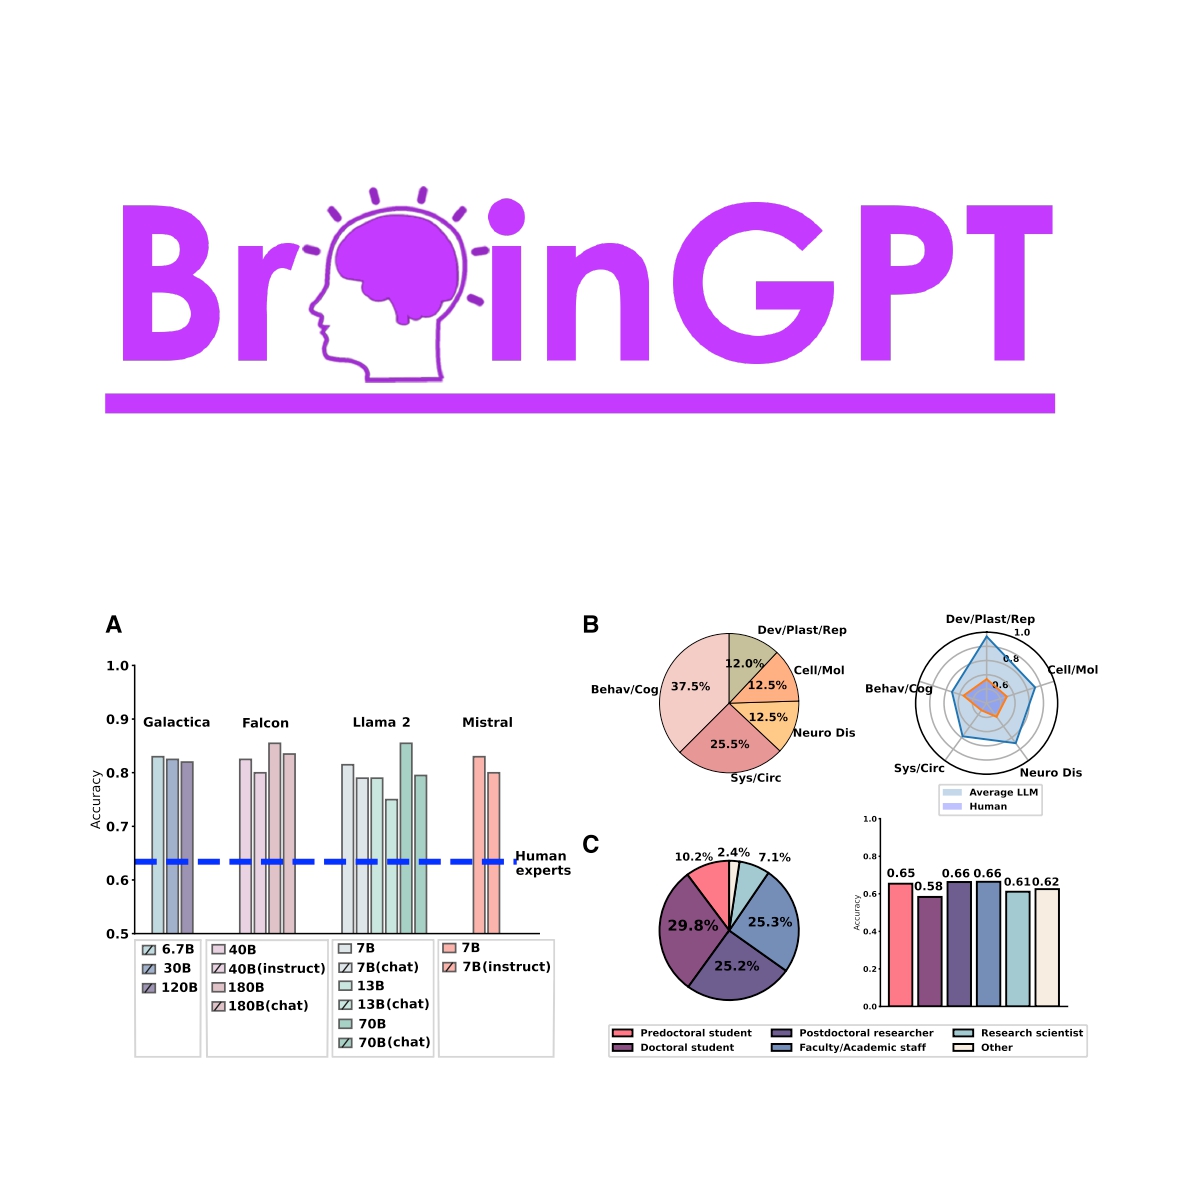 BrainGPT
A
1.0
0.9
0.8
0.7
0.6
0.5
Accuracy
Galactica
Falcon
Llama 2
Mistral
Human
experts
6.7B
30B
120B
40B
40B(instruct)
180B
180B(chat)
7B
7B(chat)
13B
13B(chat)
70B
70B(chat)
7B
7B(instruct)
B
Dev/Plast/Rep
12.0%
Cell/Mol
12.5%
12.5%
Neuro Dis
25.5%
Sys/Circ
Behav/Cog
37.5%
Dev/Plast/Rep
1.0
0.8
0.6
Cell/Mol
Behav/Cog
Sys/Circ
Neuro Dis
Average LLM
Human
C
10.2%
2.4%
7.1%
29.8%
25.3%
25.2%
1.0
0.8
0.6
0.4
0.2
0.0
Accuracy
0.65
0.58
0.66
0.66
0.61
0.62
Predoctoral student
Postdoctoral researcher
Research scientist
Doctoral student
Faculty/Academic staff
Other